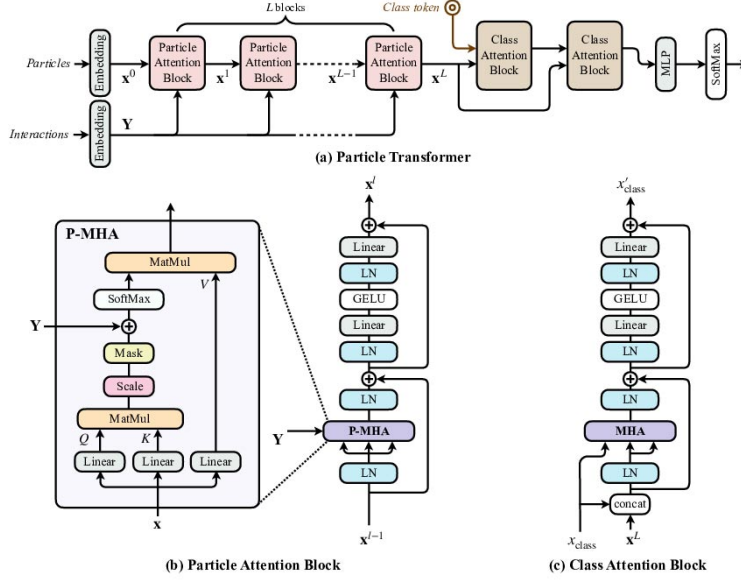 L blocks
Class token
Particles
Embedding
x⁰
Particle
Attention
Block
x¹
Particle
Attention
Block
xᴸ⁻¹
Particle
Attention
Block
xᴸ
Class
Attention
Block
Class
Attention
Block
MLP
SoftMax
Interactions
Embedding
Y
(a) Particle Transformer
P-MHA
MatMul
V
SoftMax
Y
Mask
Scale
MatMul
Q
K
Linear
Linear
Linear
x
xˡ
Linear
LN
GELU
Linear
LN
LN
Y
P-MHA
LN
xˡ⁻¹
(b) Particle Attention Block
x′class
Linear
LN
GELU
Linear
LN
LN
MHA
LN
concat
xclass
xᴸ
(c) Class Attention Block